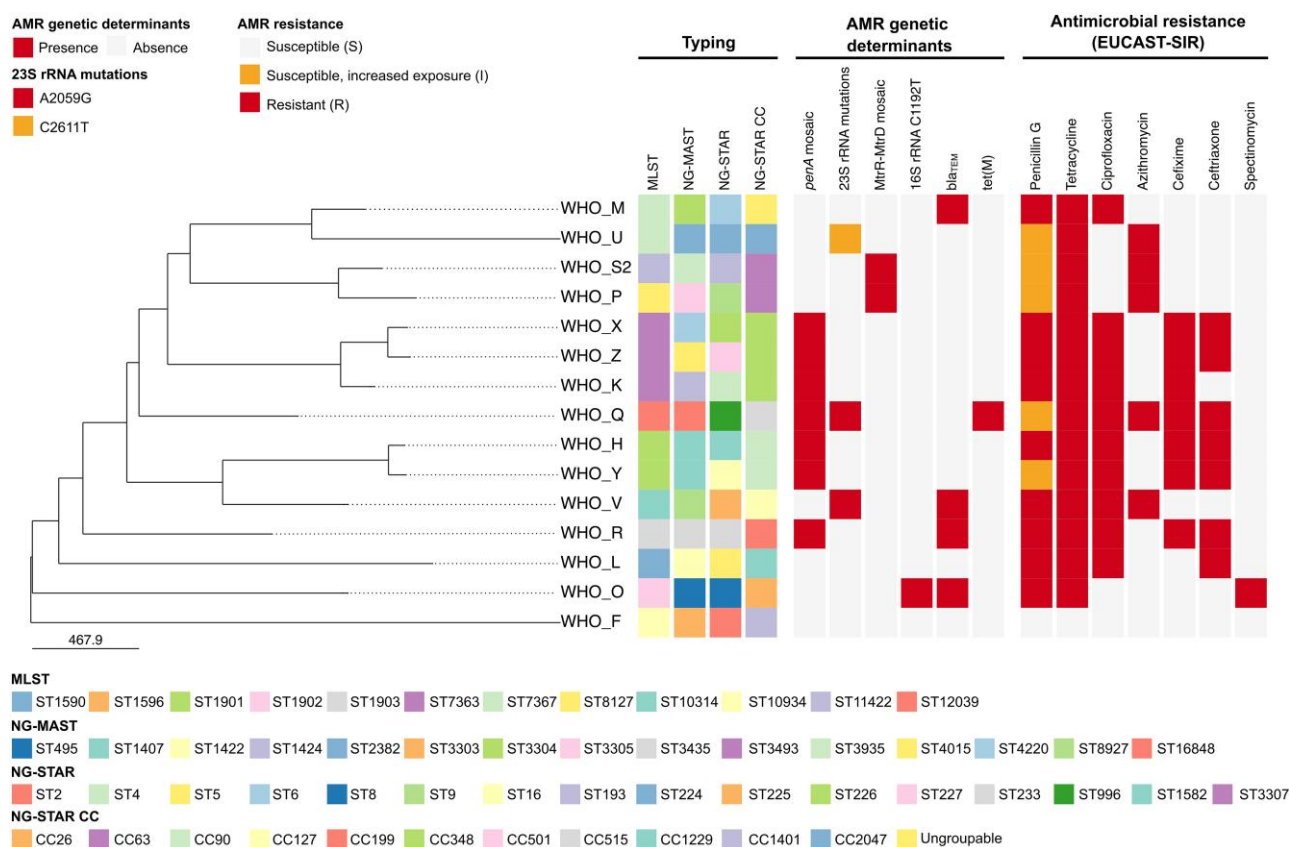 AMR genetic determinants
Presence Absence
23S rRNA mutations
A2059G
C2611T
AMR resistance
Susceptible (S)
Susceptible, increased exposure (I)
Resistant (R)
Typing
AMR genetic
determinants
Antimicrobial resistance
(EUCAST-SIR)
MLST
NG-MAST
NG-STAR
NG-STAR CC
penA mosaic
23S rRNA mutations
MtrR-MtrD mosaic
16S rRNA C1192T
blaTEM
tet(M)
Penicillin G
Tetracycline
Ciprofloxacin
Azithromycin
Cefixime
Ceftriaxone
Spectinomycin
WHO_M
WHO_U
WHO_S2
WHO_P
WHO_X
WHO_Z
WHO_K
WHO_Q
WHO_H
WHO_Y
WHO_V
WHO_R
WHO_L
WHO_O
WHO_F
467.9
MLST
ST1590 ST1596 ST1901 ST1902 ST1903 ST7363 ST7367 ST8127 ST10314 ST10934 ST11422 ST12039
NG-MAST
ST495 ST1407 ST1422 ST1424 ST2382 ST3303 ST3304 ST3305 ST3435 ST3493 ST3935 ST4015 ST4220 ST8927 ST16848
NG-STAR
ST2 ST4 ST5 ST6 ST8 ST9 ST16 ST193 ST224 ST225 ST226 ST227 ST233 ST996 ST1582 ST3307
NG-STAR CC
CC26 CC63 CC90 CC127 CC199 CC348 CC501 CC515 CC1229 CC1401 CC2047 Ungroupable